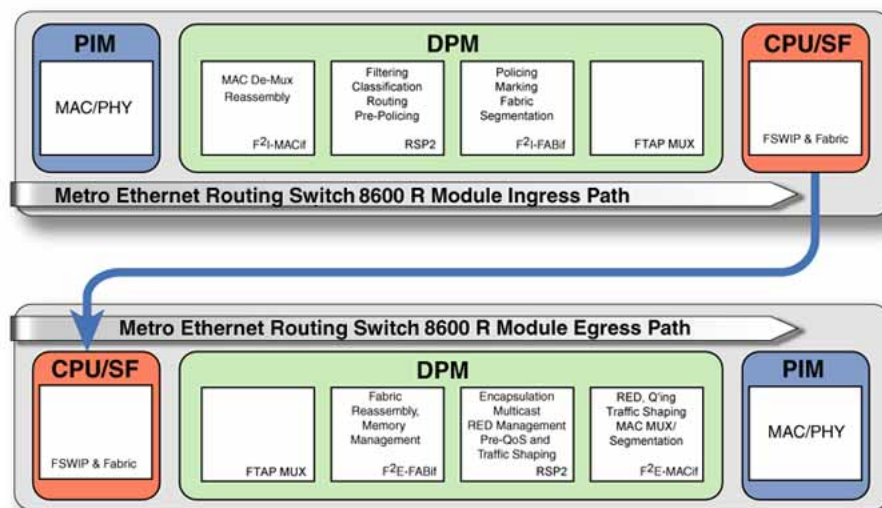 PIM
DPM
CPU/SF
MAC/PHY
MAC De-Mux
Reassembly
F²I-MACif
Filtering
Classification
Routing
Pre-Policing
RSP2
Policing
Marking
Fabric
Segmentation
F²I-FABif
FTAP MUX
FSWIP & Fabric
Metro Ethernet Routing Switch 8600 R Module Ingress Path
Metro Ethernet Routing Switch 8600 R Module Egress Path
CPU/SF
DPM
PIM
FSWIP & Fabric
FTAP MUX
Fabric
Reassembly,
Memory
Management
F²E-FABif
Encapsulation
Multicast
RED Management
Pre-QoS and
Traffic Shaping
RSP2
RED, Q'ing
Traffic Shaping
MAC MUX/
Segmentation
F²E-MACif
MAC/PHY